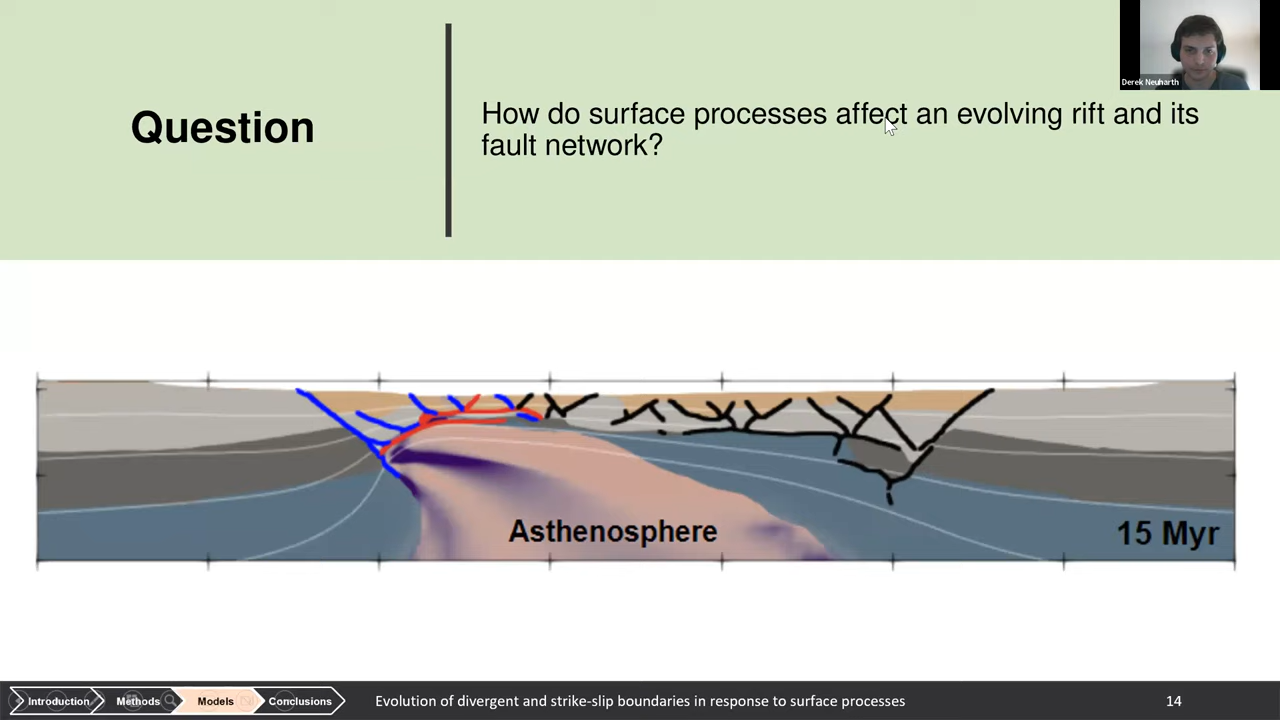 Derek Neuharth
Question
How do surface processes affect an evolving rift and its
fault network?
Asthenosphere
15 Myr
Introduction
Methods
Models
Conclusions
Evolution of divergent and strike-slip boundaries in response to surface processes
14